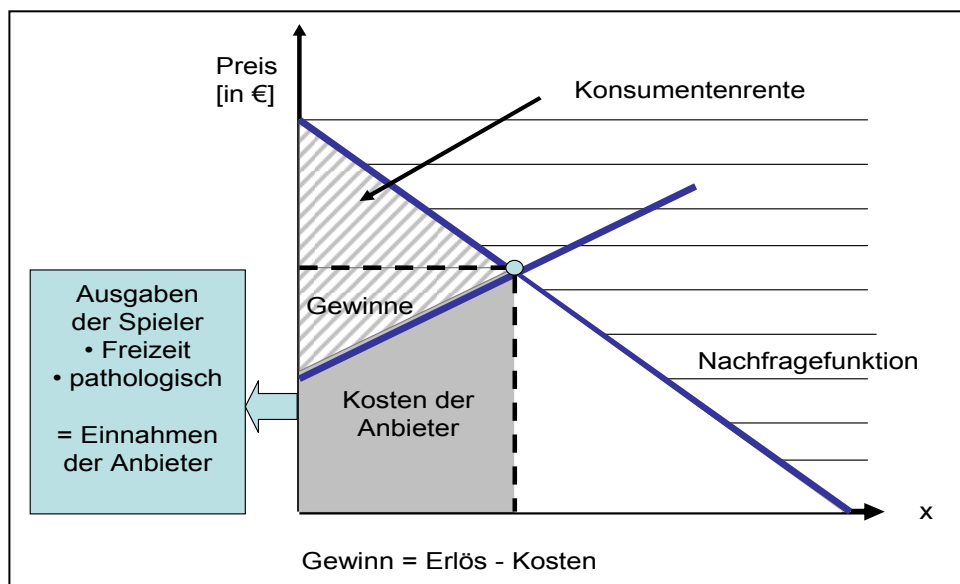 Preis
[in €]
Konsumentenrente
Ausgaben
der Spieler
• Freizeit
• pathologisch
= Einnahmen
der Anbieter
Gewinne
Nachfragefunktion
Kosten der
Anbieter
x
Gewinn = Erlös - Kosten